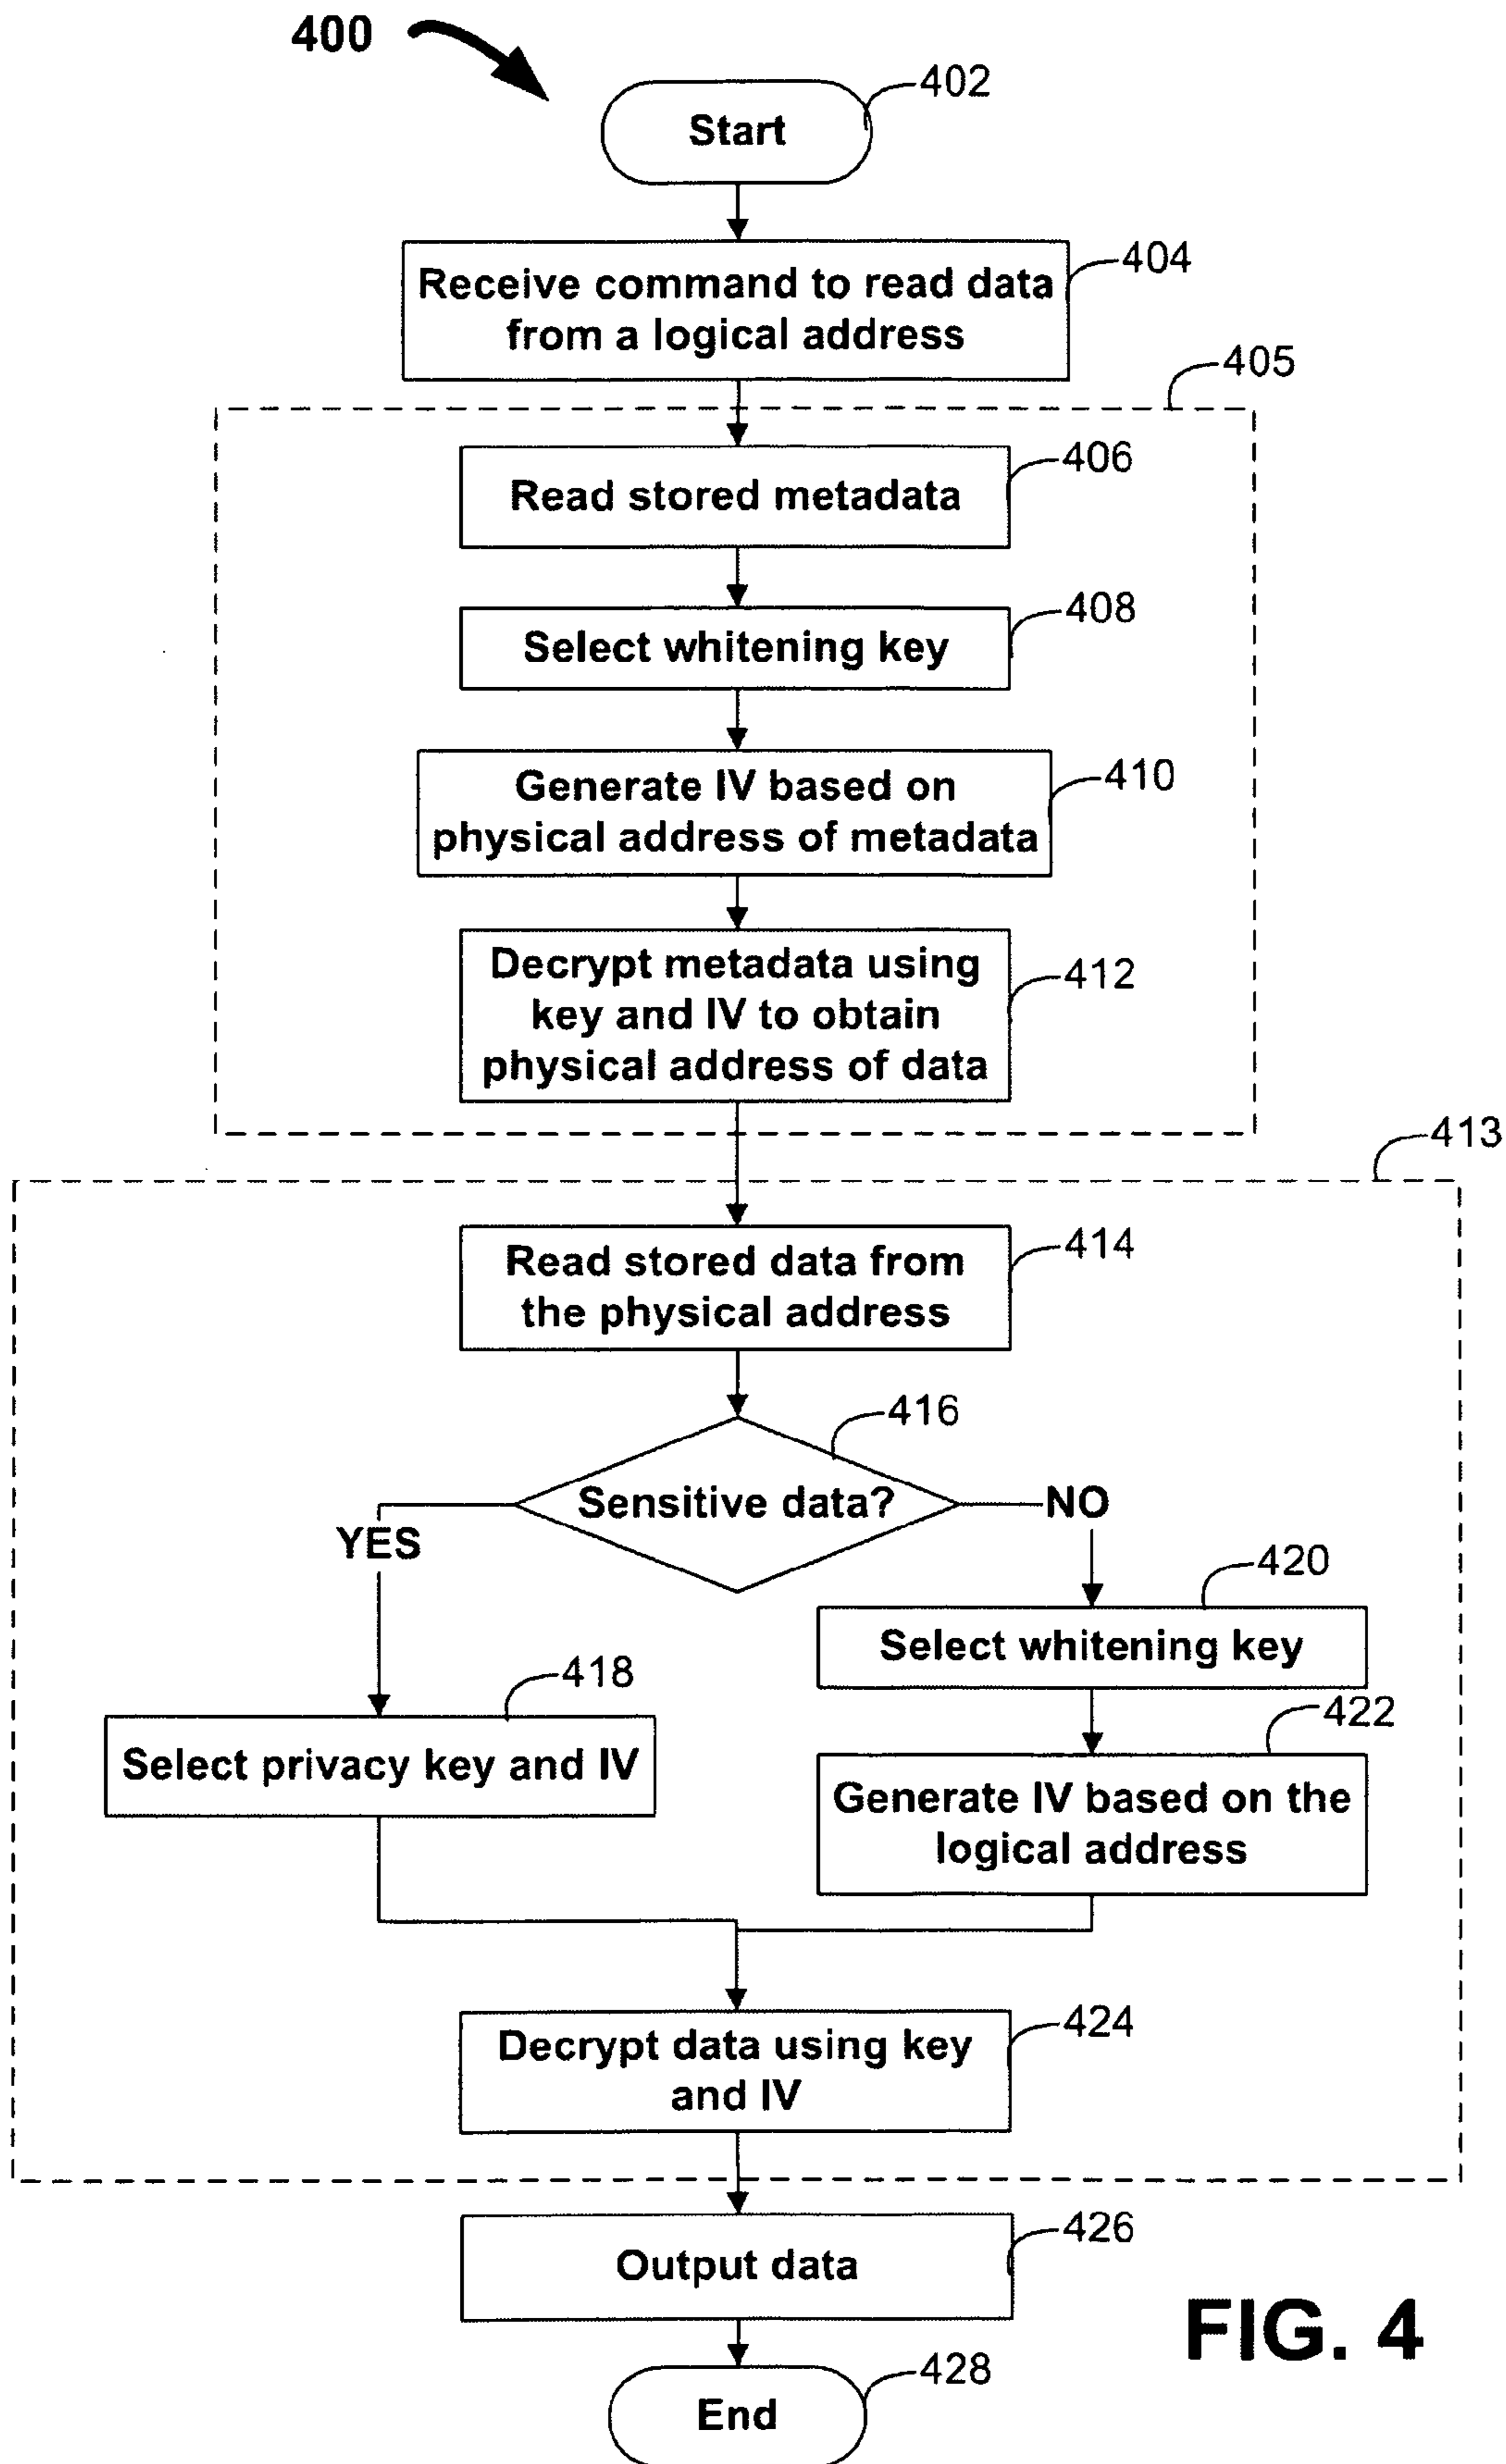 400
402
Start
404
Receive command to read data
from a logical address
405
406
Read stored metadata
408
Select whitening key
410
Generate IV based on
physical address of metadata
412
Decrypt metadata using
key and IV to obtain
physical address of data
413
414
Read stored data from
the physical address
416
Sensitive data?
NO
YES
420
Select whitening key
418
Select privacy key and IV
422
Generate IV based on the
logical address
424
Decrypt data using key
and IV
426
Output data
FIG. 4
428
End